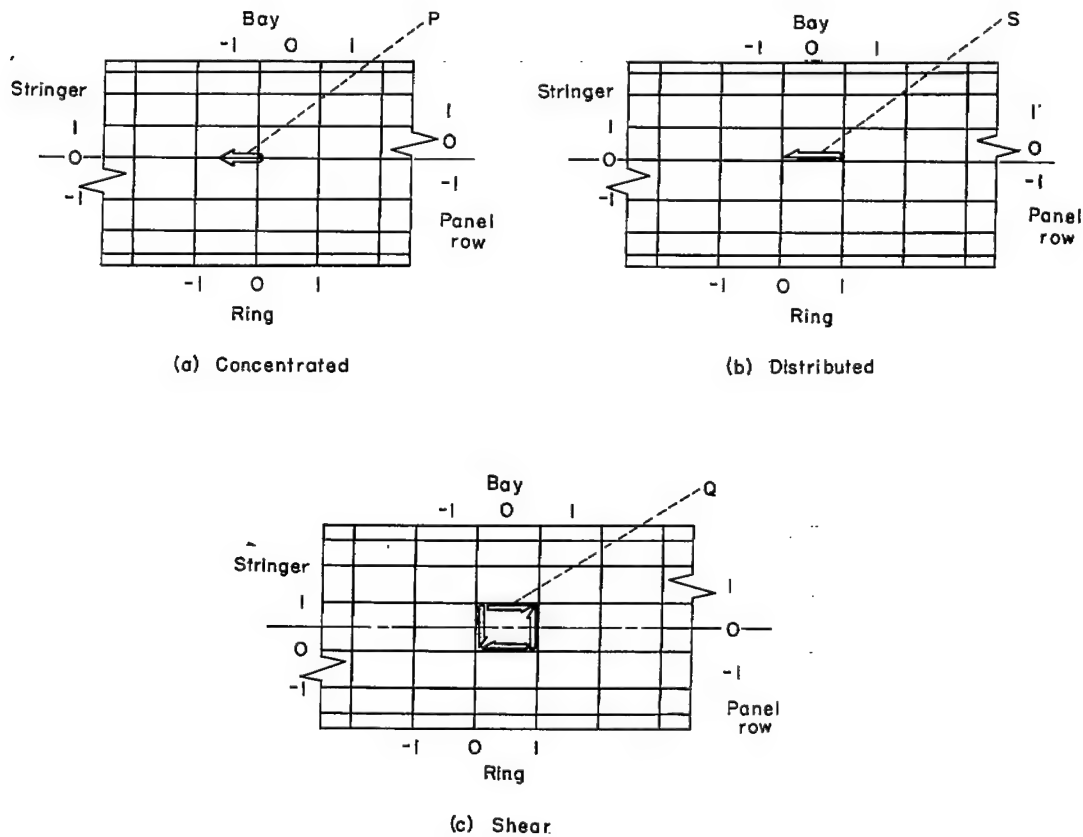 Bay
P
-1 0 1
Stringer
1
0
-1
1
0
-1
Panel
row
-1 0 1
Ring
(a) Concentrated
Bay
S
-1 0 1
Stringer
1
0
-1
1'
0
-1
Panel
row
-1 0 1
Ring
(b) Distributed
Bay
Q
-1 0 1
Stringer
1
0
-1
1
0
-1
Panel
row
-1 0 1
Ring
(c) Shear